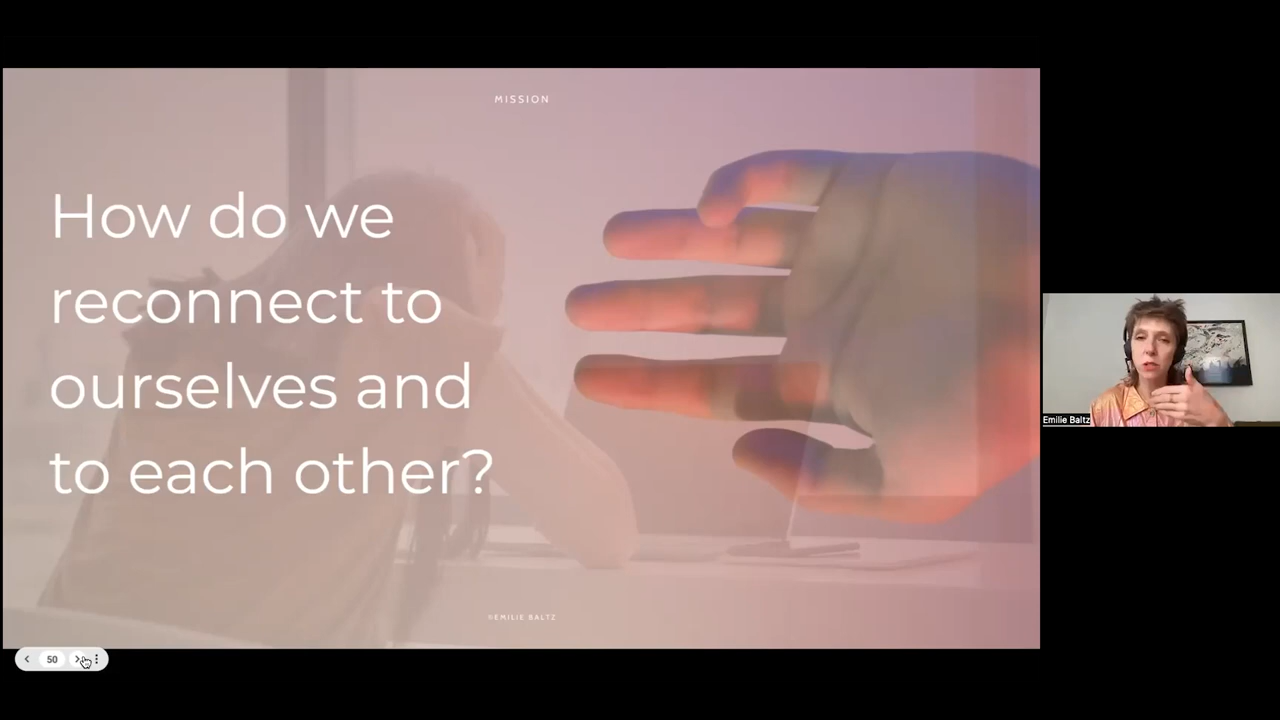 MISSION
How do we
reconnect to
ourselves and
to each other?
©EMILIE BALTZ
50
Emilie Baltz